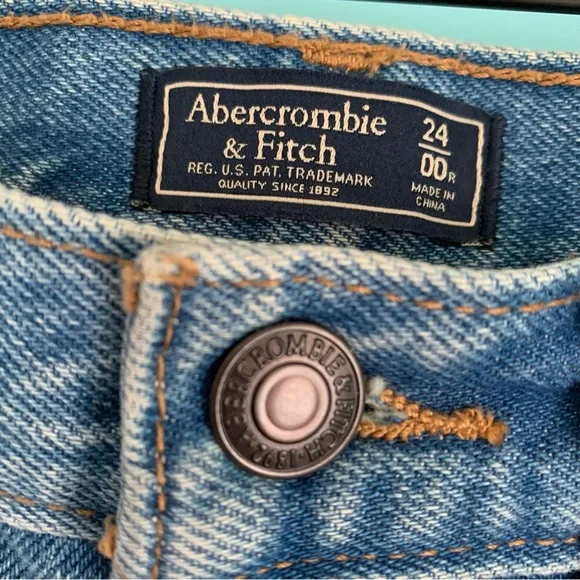 Abercrombie
& Fitch
REG. U.S. PAT. TRADEMARK
QUALITY SINCE 1892
24
00R
MADE IN
CHINA
ABERCROMBIE & FITCH · 1892 ·